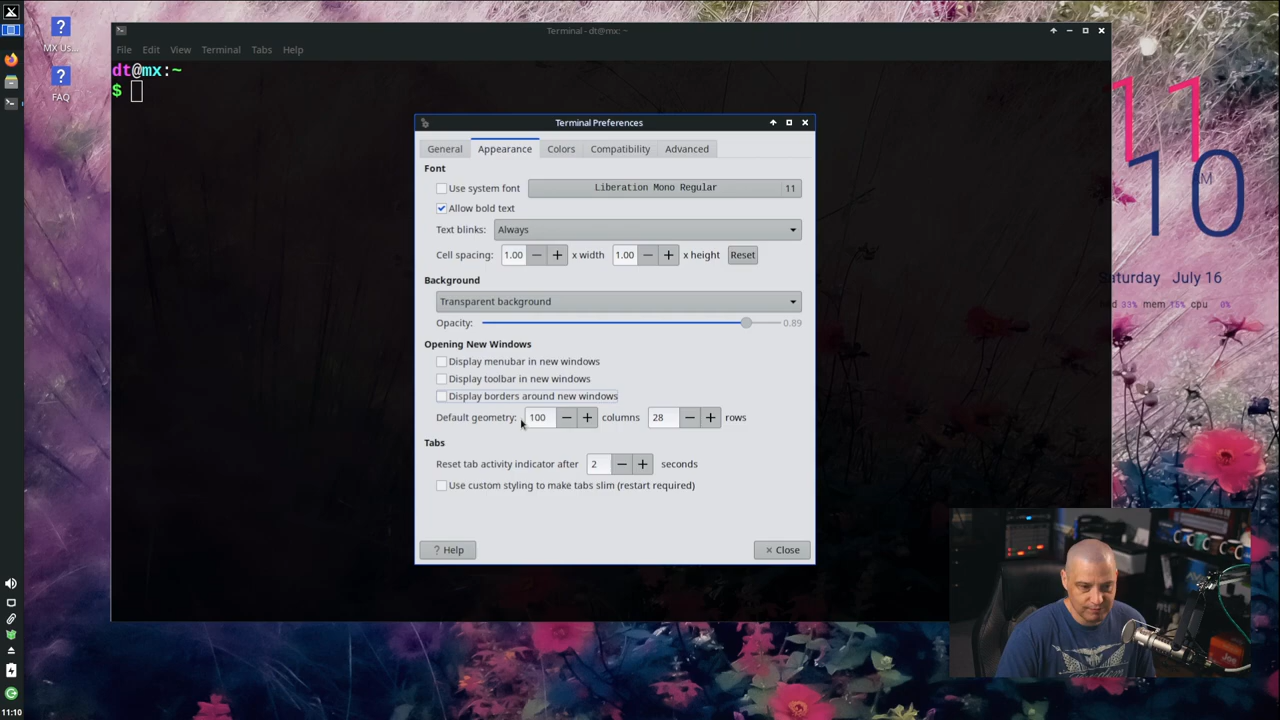 MX Us...
FAQ
11:10
Terminal - dt@mx: ~
File Edit View Terminal Tabs Help
dt@mx:~
$
Terminal Preferences
General Appearance Colors Compatibility Advanced
Font
Use system font Liberation Mono Regular 11
Allow bold text
Text blinks: Always
Cell spacing: 1.00 x width 1.00 x height Reset
Background
Transparent background
Opacity: 0.89
Opening New Windows
Display menubar in new windows
Display toolbar in new windows
Display borders around new windows
Default geometry: 100 columns 28 rows
Tabs
Reset tab activity indicator after 2 seconds
Use custom styling to make tabs slim (restart required)
? Help
Close
11
10
AM
Saturday July 16
33% mem 15% cpu 0%